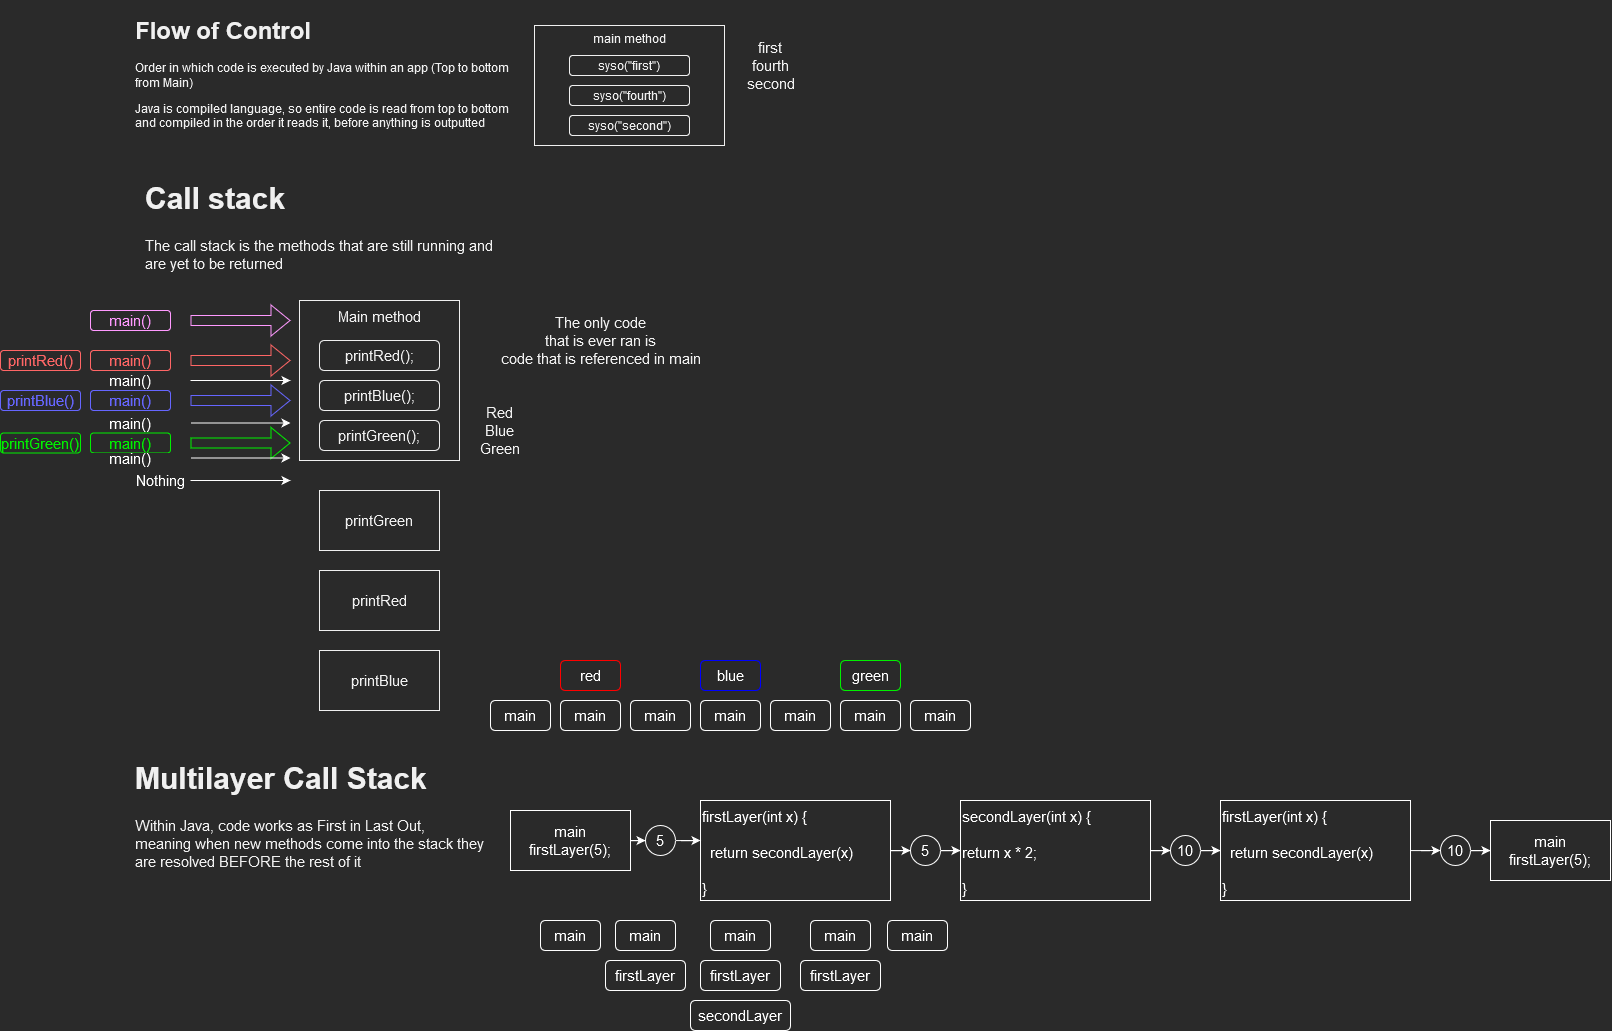 Flow of Control
Order in which code is executed by Java within an app (Top to bottom
from Main)
Java is compiled language, so entire code is read from top to bottom
and compiled in the order it reads it, before anything is outputted
main method
syso("first")
syso("fourth")
syso("second")
first
fourth
second
Call stack
The call stack is the methods that are still running and
are yet to be returned
main()
printRed()
main()
main()
printBlue()
main()
main()
printGreen()
main()
main()
Nothing
Main method
printRed();
printBlue();
printGreen();
The only code
that is ever ran is
code that is referenced in main
Red
Blue
Green
printGreen
printRed
printBlue
red
blue
green
main
main
main
main
main
main
main
Multilayer Call Stack
Within Java, code works as First in Last Out,
meaning when new methods come into the stack they
are resolved BEFORE the rest of it
main
firstLayer(5);
5
firstLayer(int x) {
return secondLayer(x)
}
5
secondLayer(int x) {
return x * 2;
}
10
firstLayer(int x) {
return secondLayer(x)
}
10
main
firstLayer(5);
main
main
main
main
main
firstLayer
firstLayer
firstLayer
secondLayer